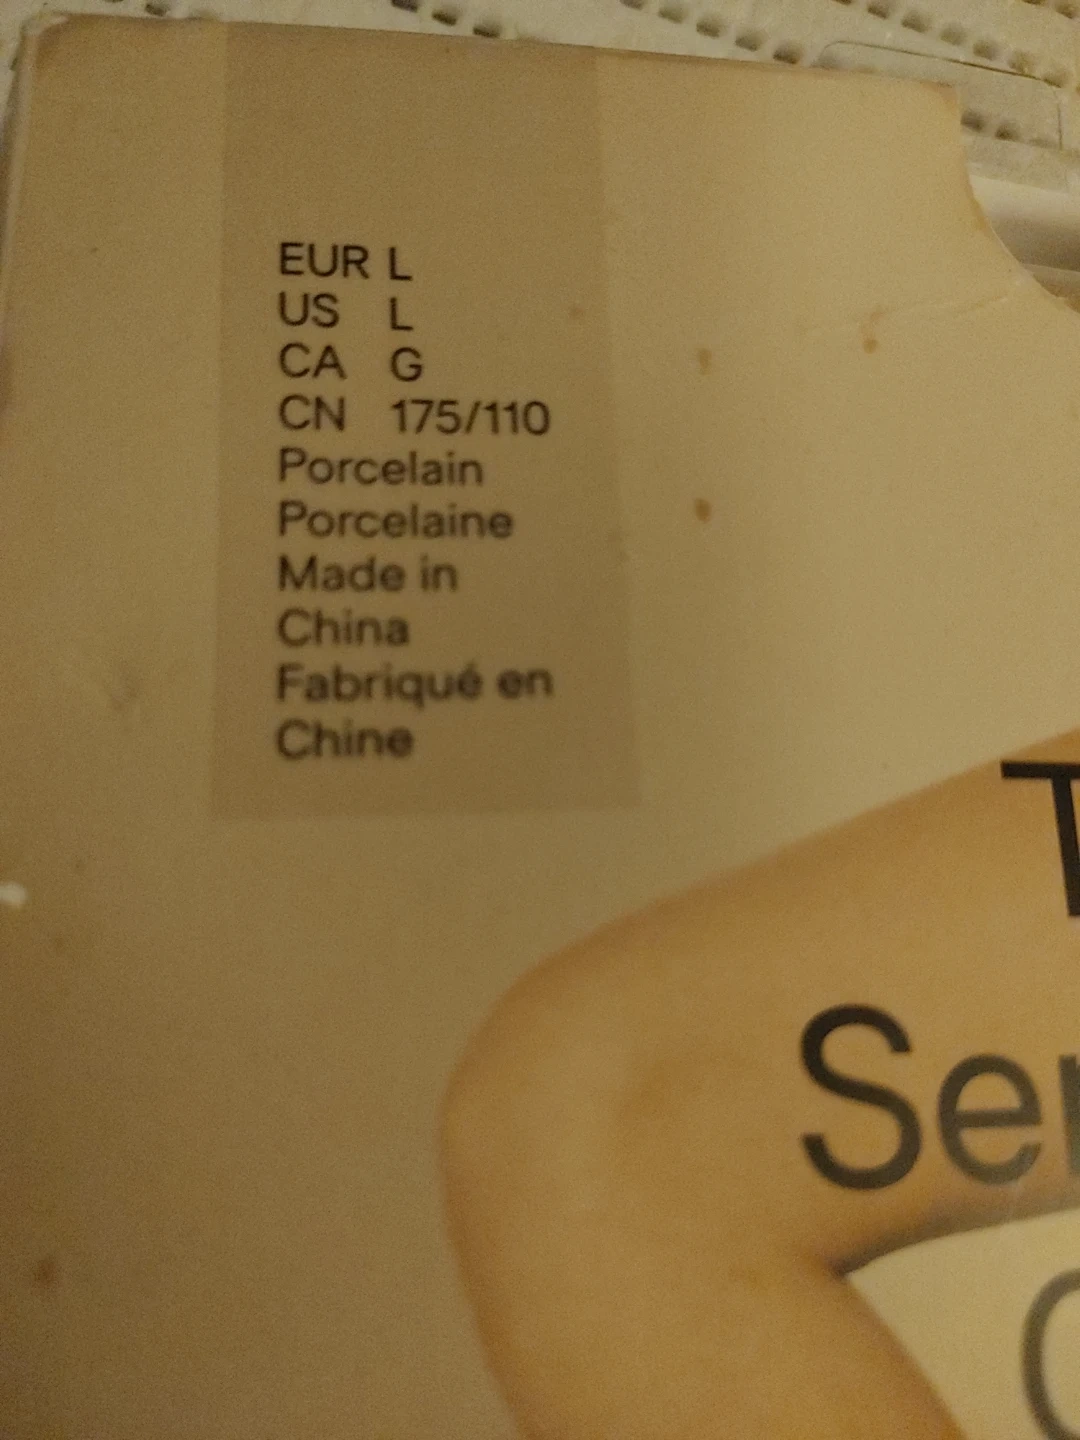 EUR L
US L
CA G
CN 175/110
Porcelain
Porcelaine
Made in
China
Fabriqué en
Chine